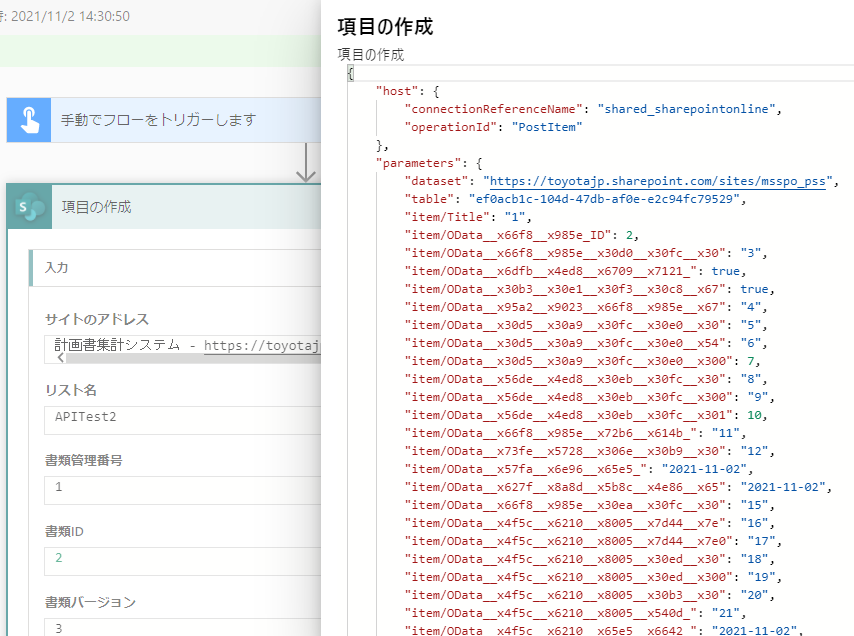 : 2021/11/2 14:30:50
手動でフローをトリガーします
項目の作成
入力
サイトのアドレス
計画書集計システム - https://toyotaj
リスト名
APITest2
書類管理番号
1
書類ID
2
書類バージョン
3
項目の作成
項目の作成
{
"host": {
"connectionReferenceName": "shared_sharepointonline",
"operationId": "PostItem"
},
"parameters": {
"dataset": "https://toyotajp.sharepoint.com/sites/msspo_pss",
"table": "ef0acb1c-104d-47db-af0e-e2c94fc79529",
"item/Title": "1",
"item/OData__x66f8__x985e_ID": 2,
"item/OData__x66f8__x985e__x30d0__x30fc__x30": "3",
"item/OData__x6dfb__x4ed8__x6709__x7121_": true,
"item/OData__x30b3__x30e1__x30f3__x30c8__x67": true,
"item/OData__x95a2__x9023__x66f8__x985e__x67": "4",
"item/OData__x30d5__x30a9__x30fc__x30e0__x30": "5",
"item/OData__x30d5__x30a9__x30fc__x30e0__x54": "6",
"item/OData__x30d5__x30a9__x30fc__x30e0__x300": 7,
"item/OData__x56de__x4ed8__x30eb__x30fc__x30": "8",
"item/OData__x56de__x4ed8__x30eb__x30fc__x300": "9",
"item/OData__x56de__x4ed8__x30eb__x30fc__x301": 10,
"item/OData__x66f8__x985e__x72b6__x614b_": "11",
"item/OData__x73fe__x5728__x306e__x30b9__x30": "12",
"item/OData__x57fa__x6e96__x65e5_": "2021-11-02",
"item/OData__x627f__x8a8d__x5b8c__x4e86__x65": "2021-11-02",
"item/OData__x66f8__x985e__x30ea__x30fc__x30": "15",
"item/OData__x4f5c__x6210__x8005__x7d44__x7e": "16",
"item/OData__x4f5c__x6210__x8005__x7d44__x7e0": "17",
"item/OData__x4f5c__x6210__x8005__x30ed__x30": "18",
"item/OData__x4f5c__x6210__x8005__x30ed__x300": "19",
"item/OData__x4f5c__x6210__x8005__x30b3__x30": "20",
"item/OData__x4f5c__x6210__x8005__x540d_": "21",
"item/OData__x4f5c__x6210__x65e5__x6642_": "2021-11-02",